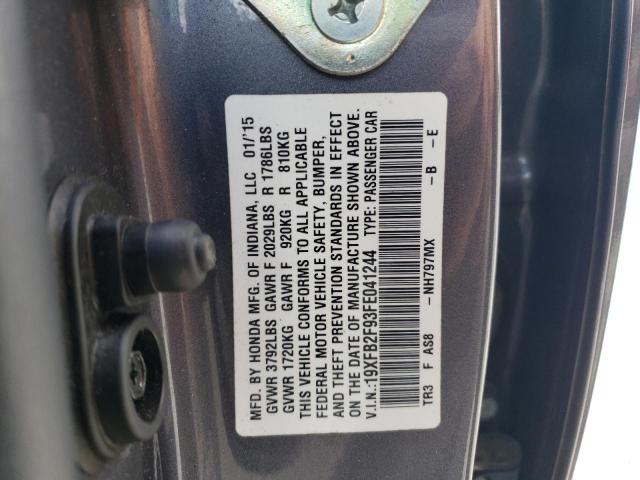 MFD. BY HONDA MFG. OF INDIANA, LLC 01/'15
GVWR 3792LBS GAWR F 2029LBS R 1786LBS
GVWR 1720KG GAWR F 920KG R 810KG
THIS VEHICLE CONFORMS TO ALL APPLICABLE
FEDERAL MOTOR VEHICLE SAFETY, BUMPER,
AND THEFT PREVENTION STANDARDS IN EFFECT
ON THE DATE OF MANUFACTURE SHOWN ABOVE.
V.I.N.:19XFB2F93FE041244 TYPE: PASSENGER CAR
TR3 F AS8 -NH797MX -B -E